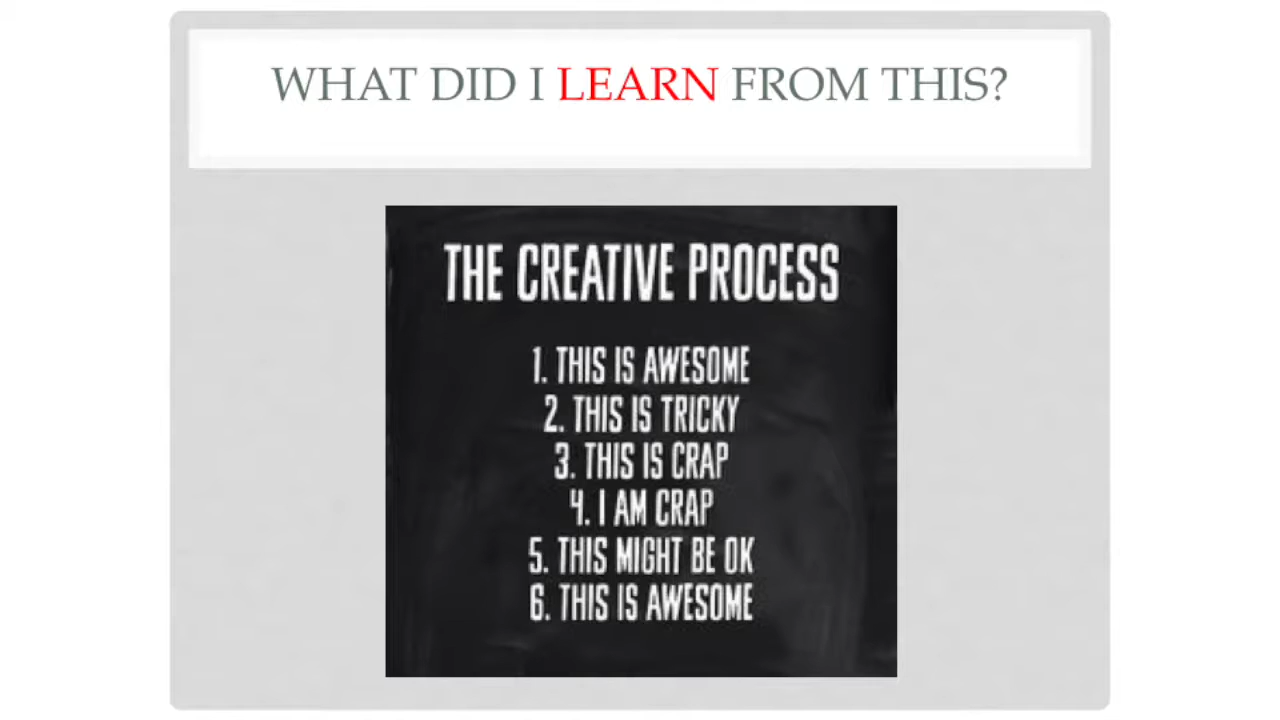 WHAT DID I LEARN FROM THIS?
THE CREATIVE PROCESS
1. THIS IS AWESOME
2. THIS IS TRICKY
3. THIS IS CRAP
4. I AM CRAP
5. THIS MIGHT BE OK
6. THIS IS AWESOME